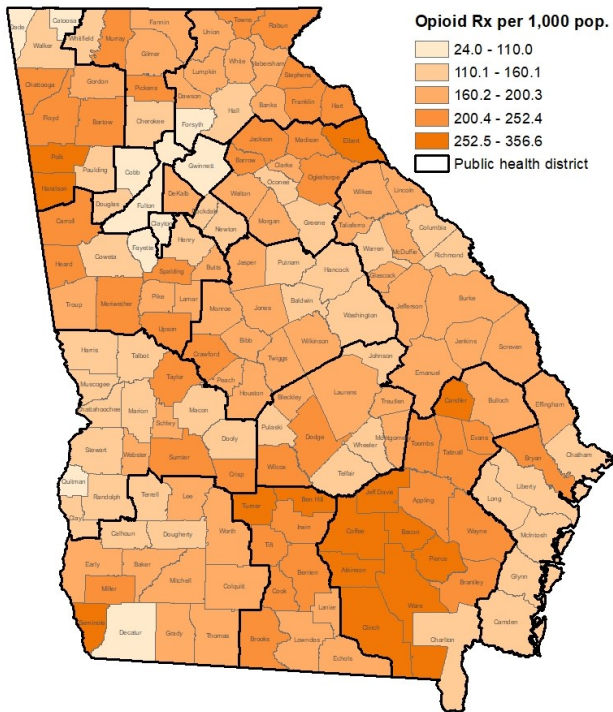 Opioid Rx per 1,000 pop.
24.0 - 110.0
110.1 - 160.1
160.2 - 200.3
200.4 - 252.4
252.5 - 356.6
Public health district
Dade
Catoosa
Walker
Whitfield
Murray
Fannin
Gilmer
Union
Towns
Rabun
White
Habersham
Lumpkin
Stephens
Chattooga
Gordon
Pickens
Dawson
Hall
Banks
Franklin
Hart
Floyd
Bartow
Cherokee
Forsyth
Jackson
Madison
Elbert
Polk
Paulding
Cobb
Gwinnett
Barrow
Clarke
Oglethorpe
Haralson
Douglas
Fulton
DeKalb
Walton
Oconee
Wilkes
Lincoln
Carroll
Clayton
Rockdale
Newton
Morgan
Greene
Taliaferro
Columbia
Fayette
Henry
Warren
McDuffie
Richmond
Heard
Coweta
Spalding
Butts
Jasper
Putnam
Hancock
Glascock
Troup
Meriwether
Pike
Lamar
Monroe
Jones
Baldwin
Washington
Jefferson
Burke
Upson
Crawford
Bibb
Wilkinson
Twiggs
Johnson
Jenkins
Screven
Harris
Talbot
Taylor
Peach
Houston
Bleckley
Laurens
Emanuel
Muscogee
Chattahoochee
Marion
Schley
Macon
Dooly
Pulaski
Dodge
Treutlen
Candler
Bulloch
Effingham
Stewart
Webster
Sumter
Crisp
Wilcox
Wheeler
Montgomery
Telfair
Toombs
Tattnall
Evans
Bryan
Chatham
Quitman
Randolph
Terrell
Lee
Turner
Ben Hill
Jeff Davis
Appling
Long
Liberty
Clay
Calhoun
Dougherty
Worth
Irwin
Tift
Coffee
Bacon
Wayne
McIntosh
Early
Baker
Mitchell
Colquitt
Berrien
Atkinson
Pierce
Brantley
Glynn
Miller
Cook
Lanier
Ware
Seminole
Decatur
Grady
Thomas
Brooks
Lowndes
Echols
Clinch
Charlton
Camden